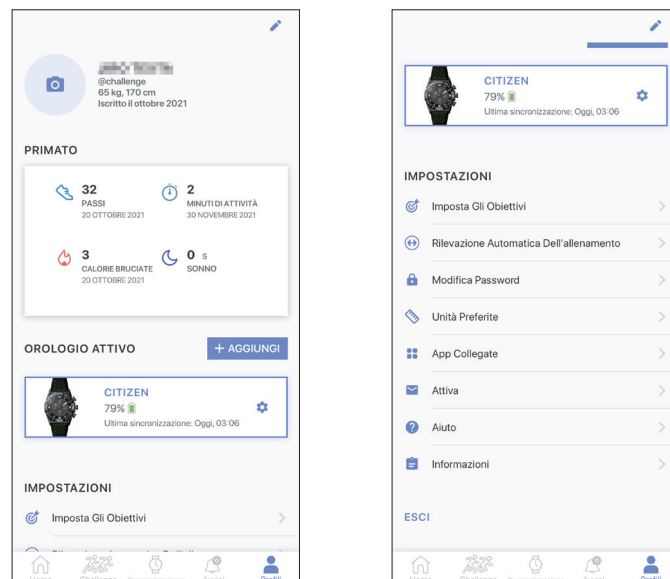 @challenge
65 kg, 170 cm
Iscritto il ottobre 2021
PRIMATO
32
PASSI
20 OTTOBRE 2021
2
MINUTI DI ATTIVITÀ
30 NOVEMBRE 2021
3
CALORIE BRUCIATE
20 OTTOBRE 2021
0 S
SONNO
OROLOGIO ATTIVO
+ AGGIUNGI
CITIZEN
79%
Ultima sincronizzazione: Oggi, 03:06
IMPOSTAZIONI
Imposta Gli Obiettivi
CITIZEN
79%
Ultima sincronizzazione: Oggi, 03:06
IMPOSTAZIONI
Imposta Gli Obiettivi
Rilevazione Automatica Dell'allenamento
Modifica Password
Unità Preferite
App Collegate
Attiva
Aiuto
Informazioni
ESCI